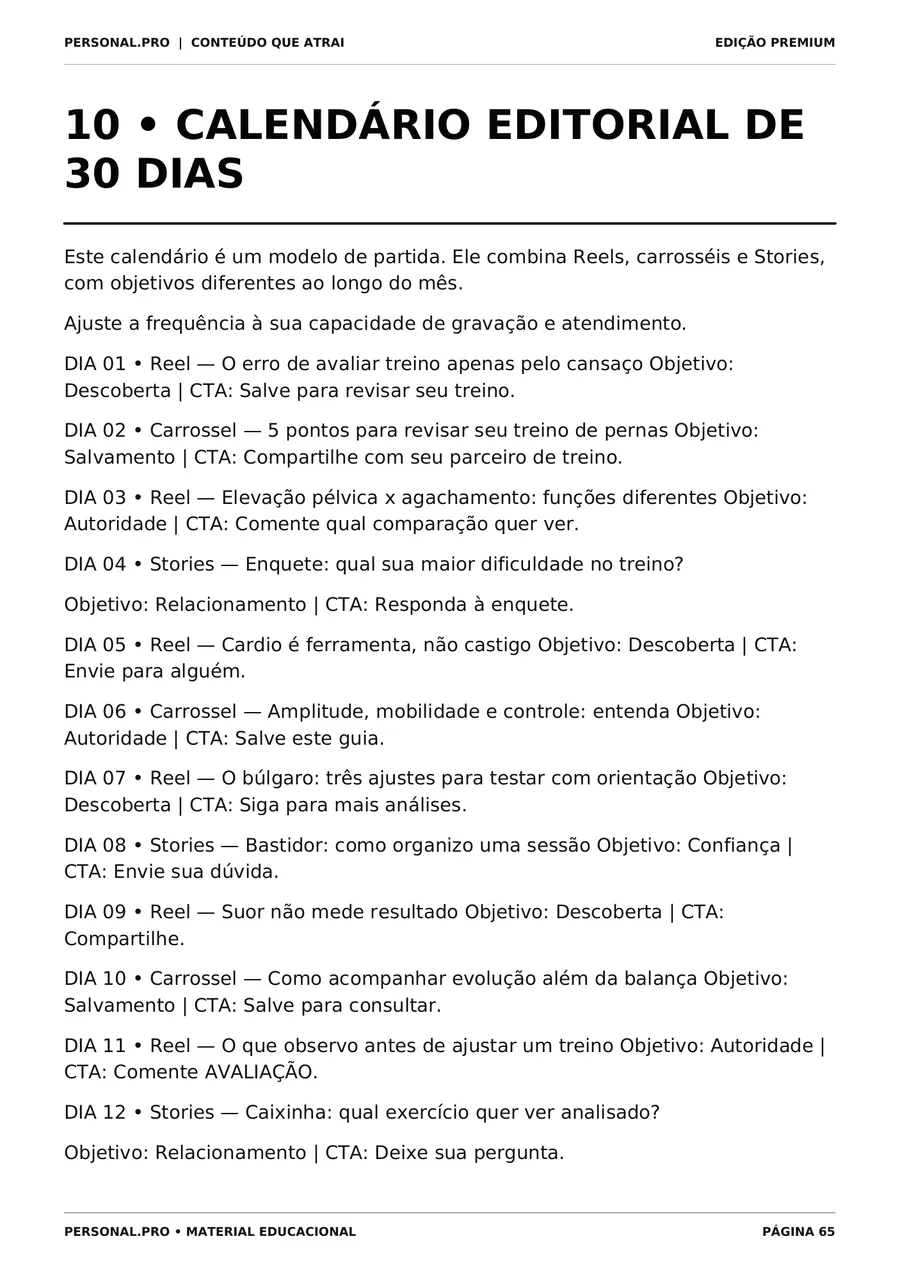 PERSONAL.PRO | CONTEÚDO QUE ATRAI
EDIÇÃO PREMIUM
10 • CALENDÁRIO EDITORIAL DE
30 DIAS
Este calendário é um modelo de partida. Ele combina Reels, carrosséis e Stories,
com objetivos diferentes ao longo do mês.
Ajuste a frequência à sua capacidade de gravação e atendimento.
DIA 01 • Reel — O erro de avaliar treino apenas pelo cansaço Objetivo:
Descoberta | CTA: Salve para revisar seu treino.
DIA 02 • Carrossel — 5 pontos para revisar seu treino de pernas Objetivo:
Salvamento | CTA: Compartilhe com seu parceiro de treino.
DIA 03 • Reel — Elevação pélvica x agachamento: funções diferentes Objetivo:
Autoridade | CTA: Comente qual comparação quer ver.
DIA 04 • Stories — Enquete: qual sua maior dificuldade no treino?
Objetivo: Relacionamento | CTA: Responda à enquete.
DIA 05 • Reel — Cardio é ferramenta, não castigo Objetivo: Descoberta | CTA:
Envie para alguém.
DIA 06 • Carrossel — Amplitude, mobilidade e controle: entenda Objetivo:
Autoridade | CTA: Salve este guia.
DIA 07 • Reel — O búlgaro: três ajustes para testar com orientação Objetivo:
Descoberta | CTA: Siga para mais análises.
DIA 08 • Stories — Bastidor: como organizo uma sessão Objetivo: Confiança |
CTA: Envie sua dúvida.
DIA 09 • Reel — Suor não mede resultado Objetivo: Descoberta | CTA:
Compartilhe.
DIA 10 • Carrossel — Como acompanhar evolução além da balança Objetivo:
Salvamento | CTA: Salve para consultar.
DIA 11 • Reel — O que observo antes de ajustar um treino Objetivo: Autoridade |
CTA: Comente AVALIAÇÃO.
DIA 12 • Stories — Caixinha: qual exercício quer ver analisado?
Objetivo: Relacionamento | CTA: Deixe sua pergunta.
PERSONAL.PRO • MATERIAL EDUCACIONAL
PÁGINA 65